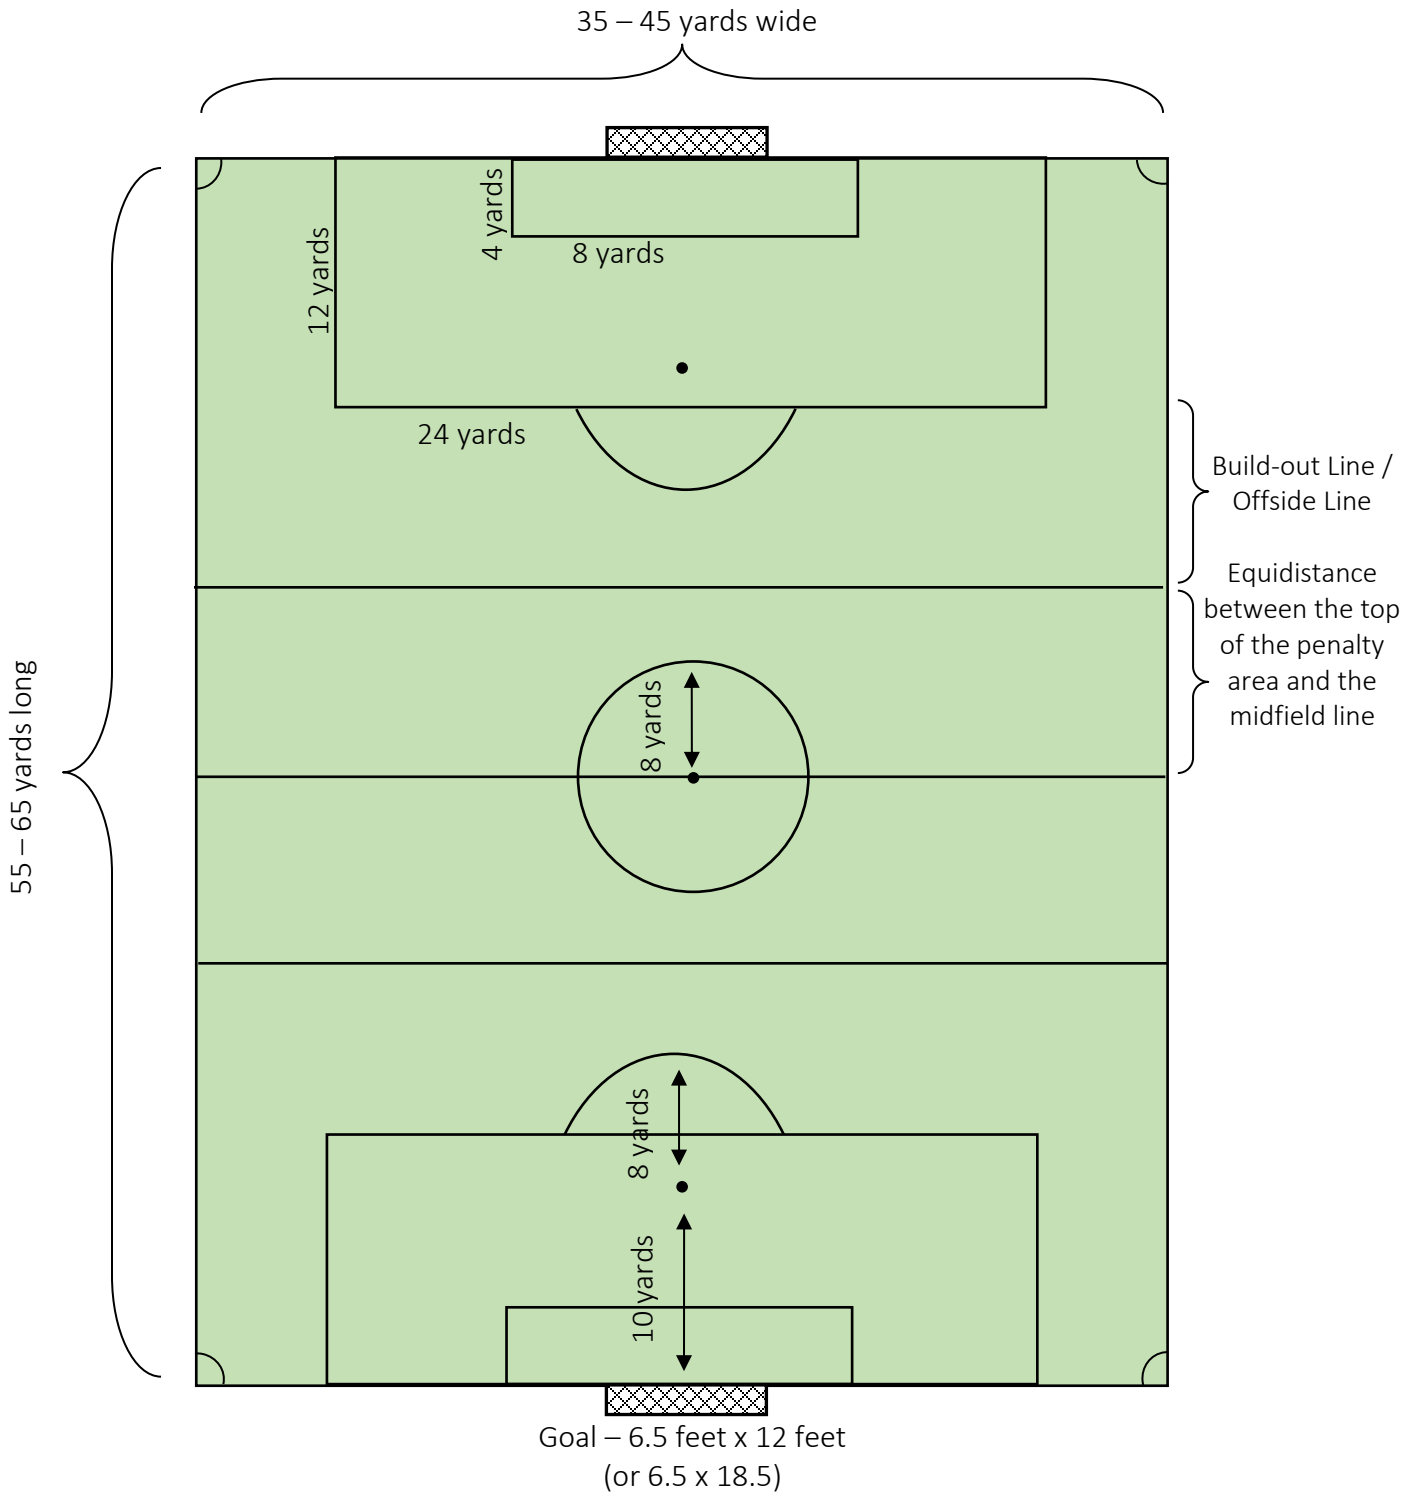 35 – 45 yards wide
4 yards
8 yards
12 yards
24 yards
Build-out Line /
Offside Line
Equidistance
between the top
of the penalty
area and the
midfield line
8 yards
55 – 65 yards long
8 yards
10 yards
Goal – 6.5 feet x 12 feet
(or 6.5 x 18.5)